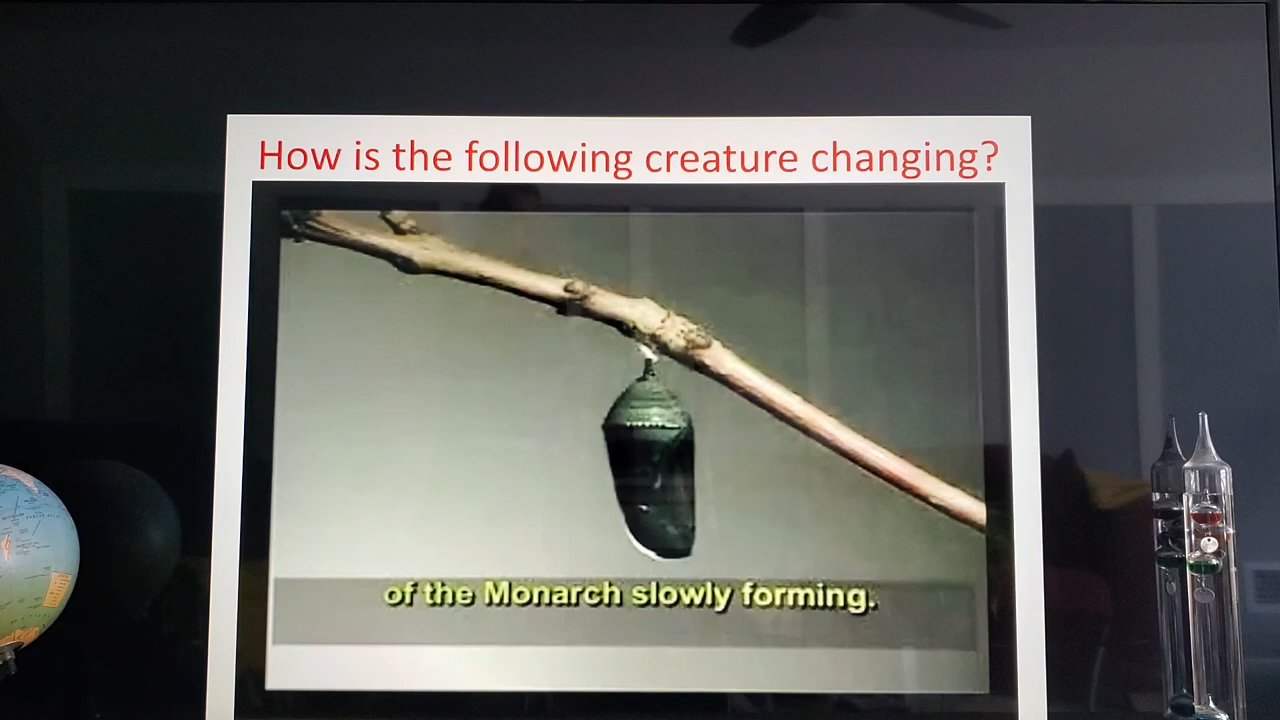 How is the following creature changing?
of the Monarch slowly forming.